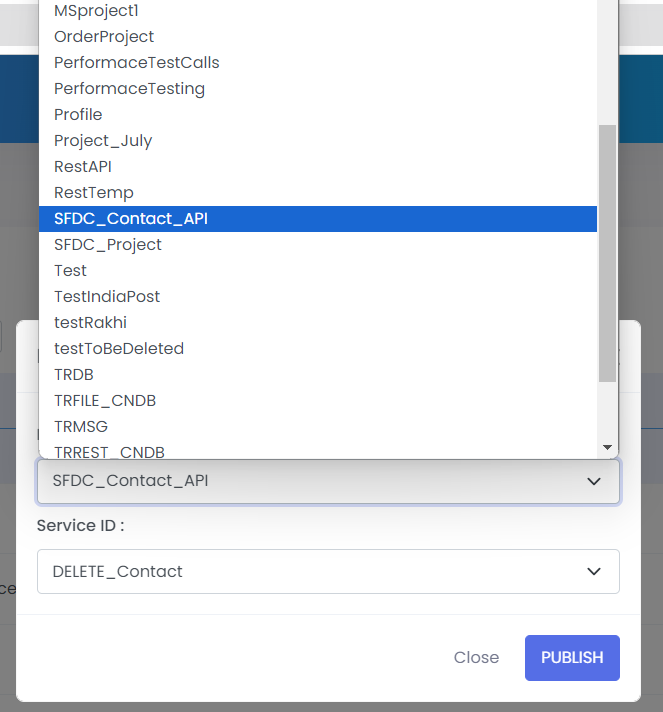 MSproject1
OrderProject
PerformaceTestCalls
PerformaceTesting
Profile
Project_July
RestAPI
RestTemp
SFDC_Contact_API
SFDC_Project
Test
TestIndiaPost
testRakhi
testToBeDeleted
TRDB
TRFILE_CNDB
TRMSG
TRREST_CNDB
SFDC_Contact_API
Service ID :
DELETE_Contact
Close
PUBLISH